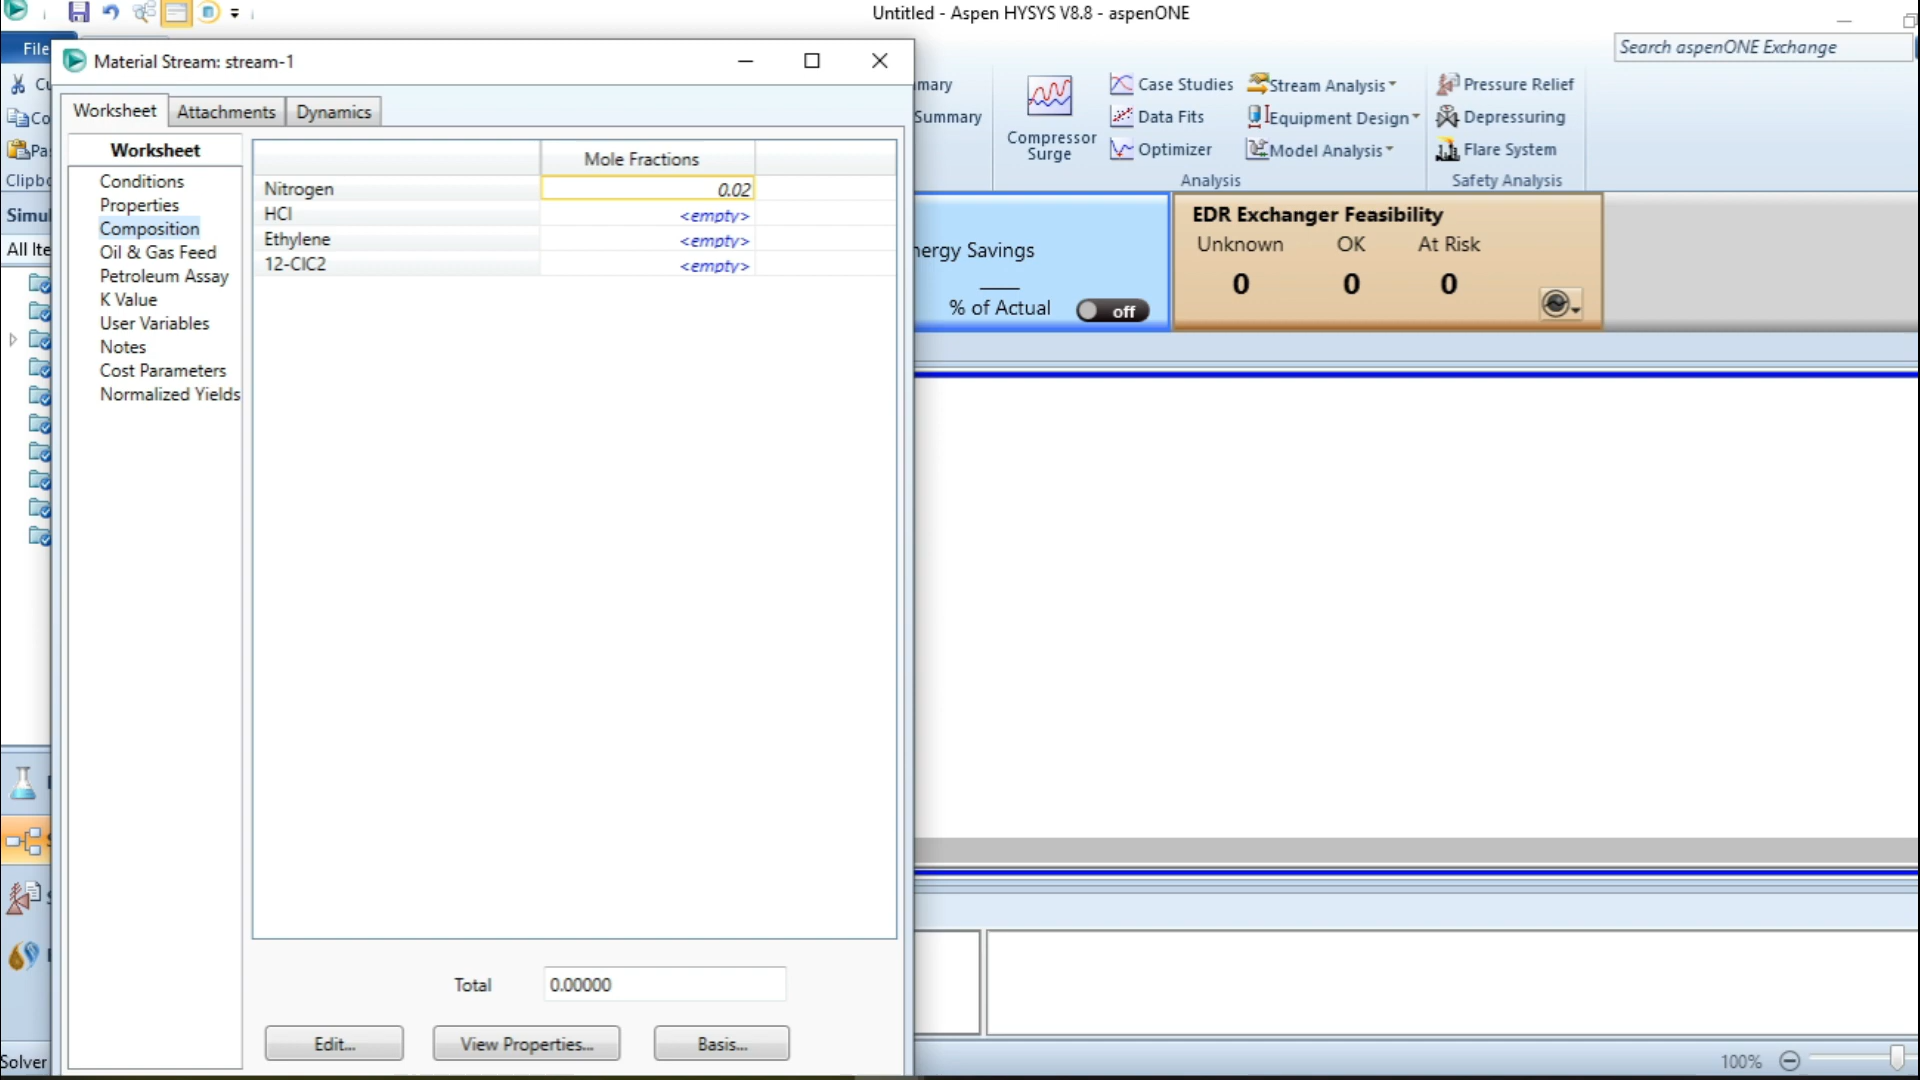 Untitled - Aspen HYSYS V8.8 - aspenONE
File
Search aspenONE Exchange
Material Stream: stream-1
Worksheet
Attachments
Dynamics
Worksheet
Conditions
Properties
Composition
Oil & Gas Feed
Petroleum Assay
K Value
User Variables
Notes
Cost Parameters
Normalized Yields
Mole Fractions
Nitrogen 0.02
HCl <empty>
Ethylene <empty>
12-ClC2 <empty>
Total 0.00000
Edit...
View Properties...
Basis...
Summary
Compressor
Surge
Case Studies
Data Fits
Optimizer
Stream Analysis
Equipment Design
Model Analysis
Analysis
Pressure Relief
Depressuring
Flare System
Safety Analysis
Savings
% of Actual
off
EDR Exchanger Feasibility
Unknown OK At Risk
0 0 0
All Ite
Solver
100%